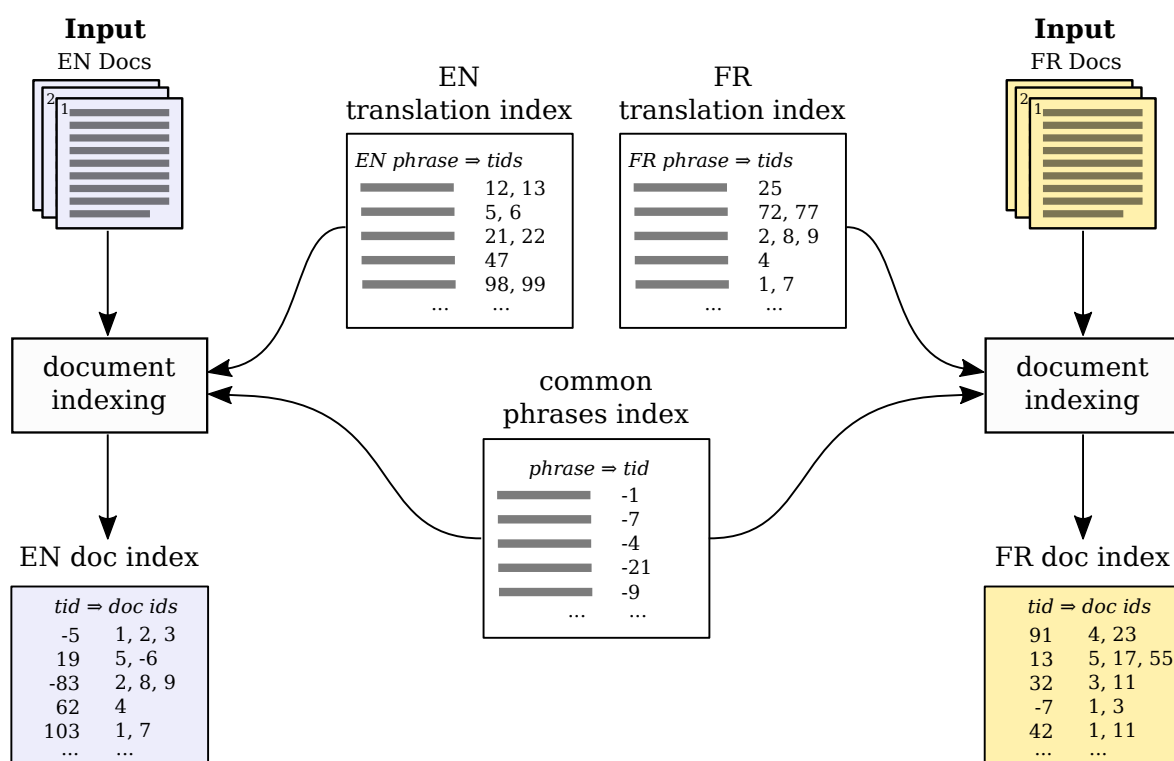 Input
EN Docs
2
1
EN
translation index
EN phrase ⇒ tids
12, 13
5, 6
21, 22
47
98, 99
... ...
FR
translation index
FR phrase ⇒ tids
25
72, 77
2, 8, 9
4
1, 7
... ...
Input
FR Docs
2
1
document
indexing
common
phrases index
phrase ⇒ tid
-1
-7
-4
-21
-9
... ...
document
indexing
EN doc index
tid ⇒ doc ids
-5 1, 2, 3
19 5, -6
-83 2, 8, 9
62 4
103 1, 7
... ...
FR doc index
tid ⇒ doc ids
91 4, 23
13 5, 17, 55
32 3, 11
-7 1, 3
42 1, 11
... ...